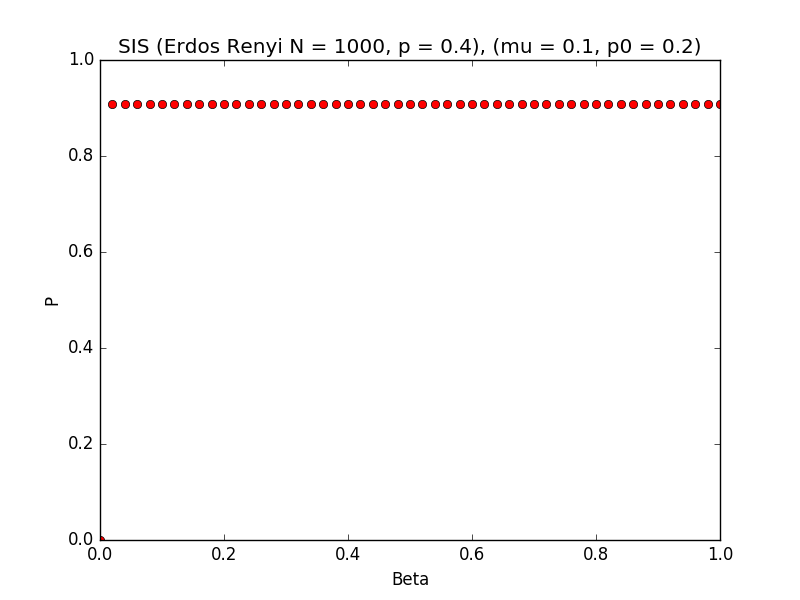 SIS (Erdos Renyi N = 1000, p = 0.4), (mu = 0.1, p0 = 0.2)
1.0
0.8
0.6
P
0.4
0.2
0.0
0.0 0.2 0.4 0.6 0.8 1.0
Beta